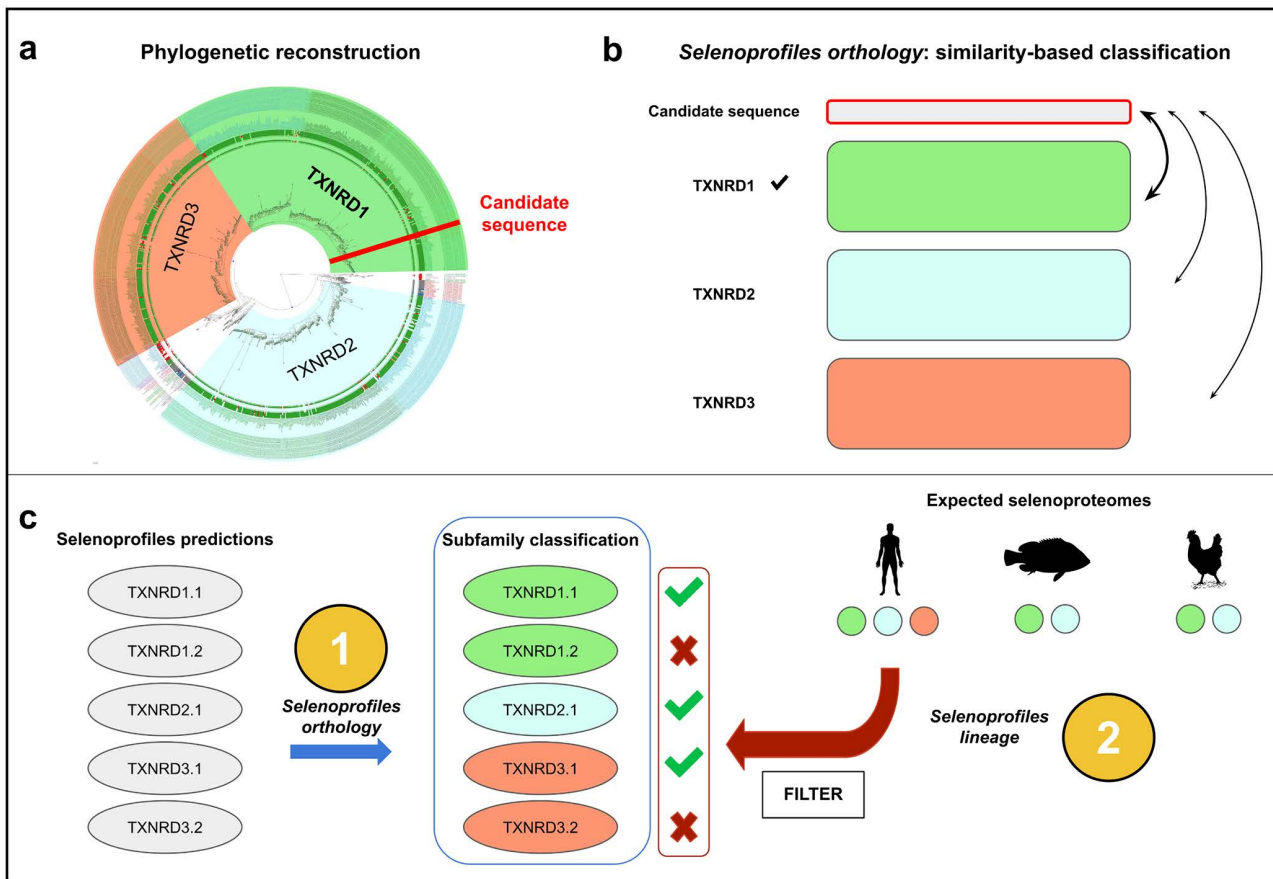 a
Phylogenetic reconstruction
TXNRD1
TXNRD3
TXNRD2
Candidate
sequence
b
Selenoprofiles orthology: similarity-based classification
Candidate sequence
TXNRD1
TXNRD2
TXNRD3
c
Selenoprofiles predictions
TXNRD1.1
TXNRD1.2
TXNRD2.1
TXNRD3.1
TXNRD3.2
1
Selenoprofiles
orthology
Subfamily classification
TXNRD1.1
TXNRD1.2
TXNRD2.1
TXNRD3.1
TXNRD3.2
Expected selenoproteomes
Selenoprofiles
lineage
2
FILTER